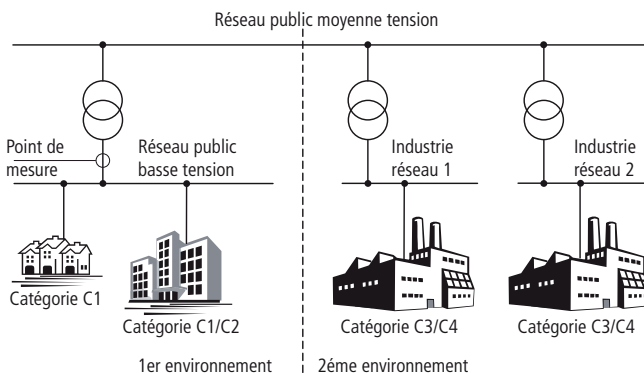 Réseau public moyenne tension
Point de
mesure
Réseau public
basse tension
Industrie
réseau 1
Industrie
réseau 2
Catégorie C1
Catégorie C1/C2
Catégorie C3/C4
Catégorie C3/C4
1er environnement
2éme environnement